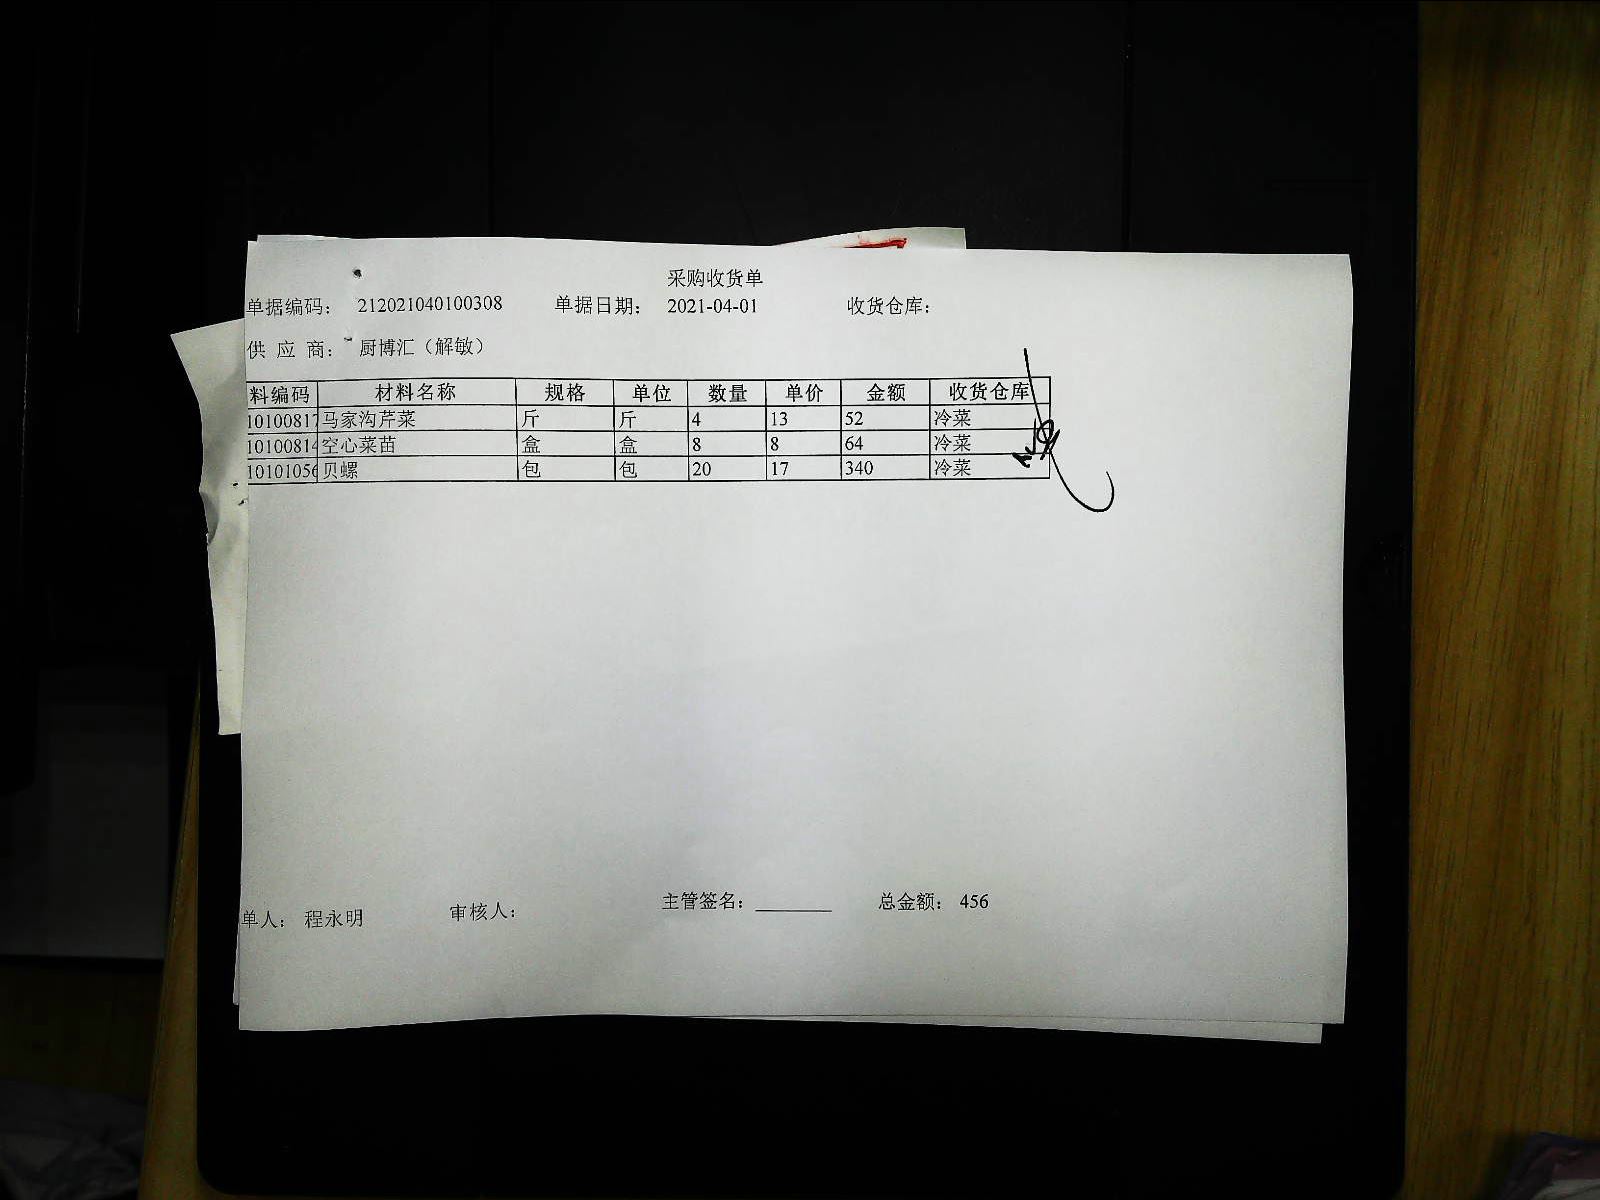 采购收货单
单据编码： 212021040100308 单据日期： 2021-04-01 收货仓库：
供 应 商： 厨博汇（解敏）
料编码 材料名称 规格 单位 数量 单价 金额 收货仓库
10100817 马家沟芹菜 斤 斤 4 13 52 冷菜
10100814 空心菜苗 盒 盒 8 8 64 冷菜
10101056 贝螺 包 包 20 17 340 冷菜
单人： 程永明 审核人： 主管签名：________ 总金额： 456